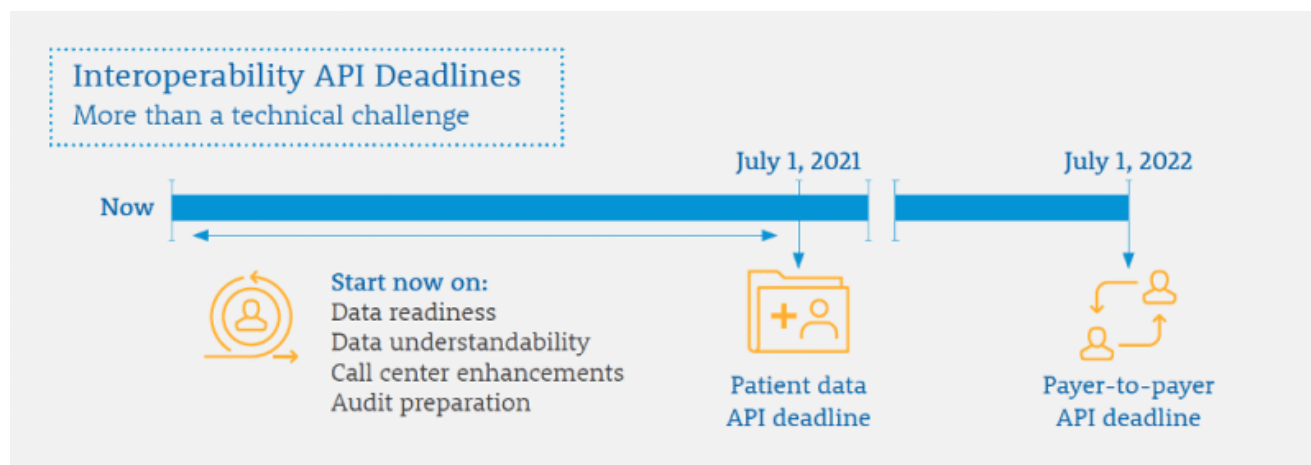 Interoperability API Deadlines
More than a technical challenge
July 1, 2021
July 1, 2022
Now
Start now on:
Data readiness
Data understandability
Call center enhancements
Audit preparation
Patient data
API deadline
Payer-to-payer
API deadline